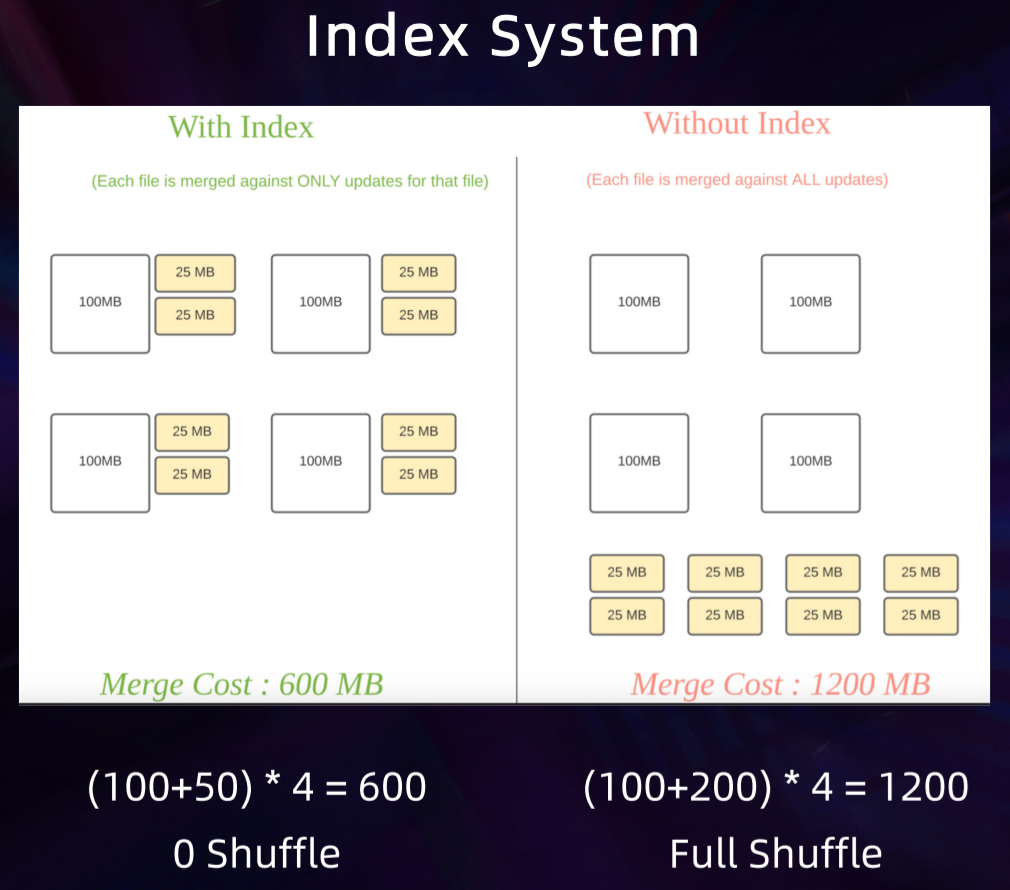 Index System
With Index
(Each file is merged against ONLY updates for that file)
100MB
25 MB
25 MB
100MB
25 MB
25 MB
100MB
25 MB
25 MB
100MB
25 MB
25 MB
Merge Cost : 600 MB
Without Index
(Each file is merged against ALL updates)
100MB
100MB
100MB
100MB
25 MB
25 MB
25 MB
25 MB
25 MB
25 MB
25 MB
25 MB
Merge Cost : 1200 MB
(100+50) * 4 = 600
0 Shuffle
(100+200) * 4 = 1200
Full Shuffle